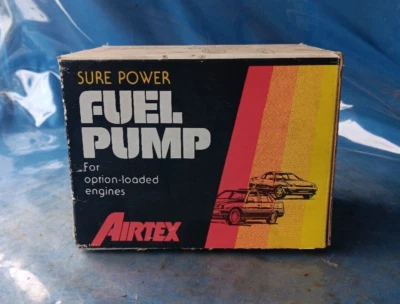 SURE POWER
FUEL
PUMP
For
option-loaded
engines
AIRTEX